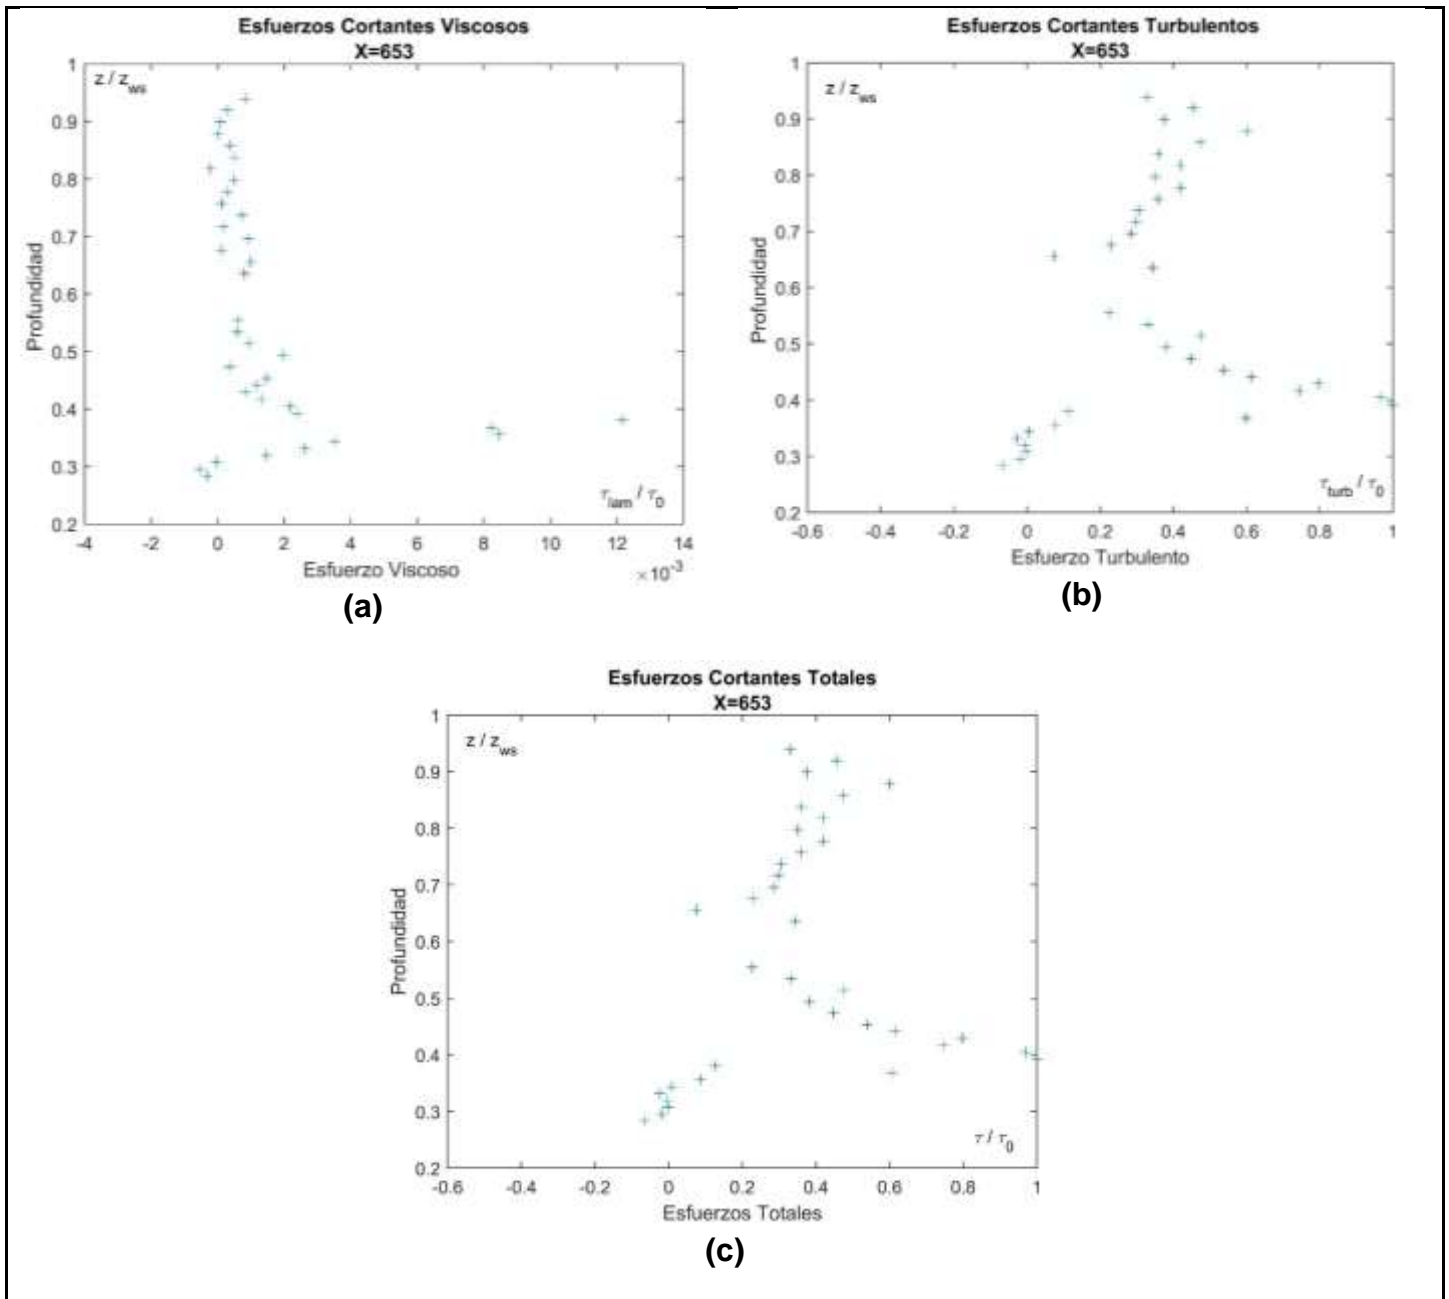 Esfuerzos Cortantes Viscosos
X=653
z / z_ws
1
0.9
0.8
0.7
0.6
0.5
0.4
0.3
0.2
Profundidad
τ_lam / τ_0
-4 -2 0 2 4 6 8 10 12 14
Esfuerzo Viscoso
×10^-3
(a)
Esfuerzos Cortantes Turbulentos
X=653
z / z_ws
1
0.9
0.8
0.7
0.6
0.5
0.4
0.3
0.2
Profundidad
τ_turb / τ_0
-0.6 -0.4 -0.2 0 0.2 0.4 0.6 0.8 1
Esfuerzo Turbulento
(b)
Esfuerzos Cortantes Totales
X=653
z / z_ws
1
0.9
0.8
0.7
0.6
0.5
0.4
0.3
0.2
Profundidad
τ / τ_0
-0.6 -0.4 -0.2 0 0.2 0.4 0.6 0.8 1
Esfuerzos Totales
(c)